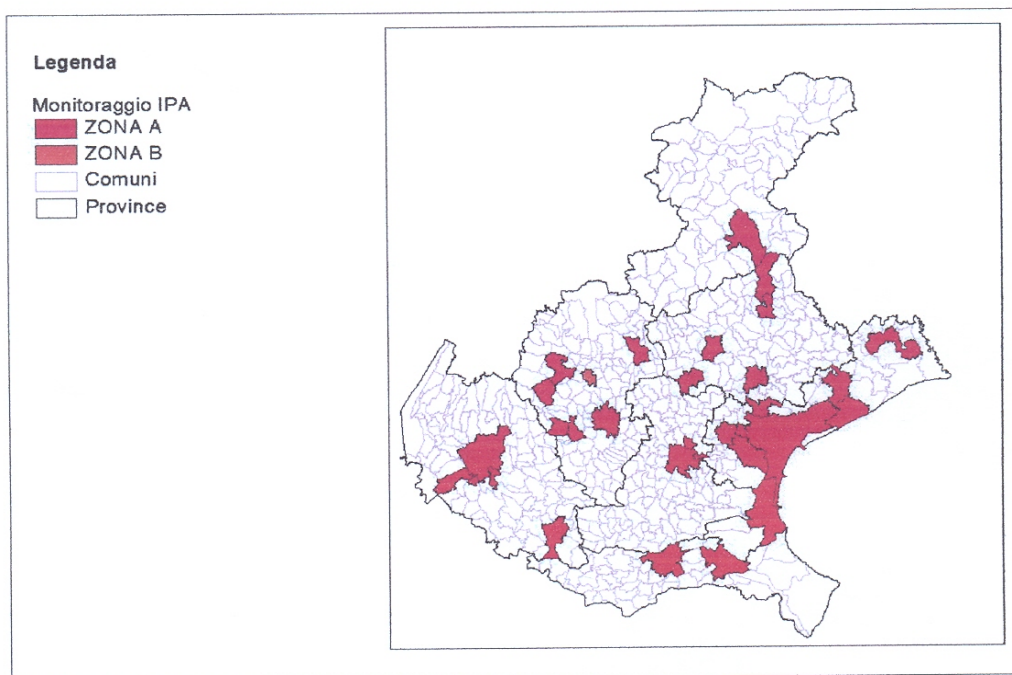 Legenda
Monitoraggio IPA
ZONA A
ZONA B
Comuni
Province